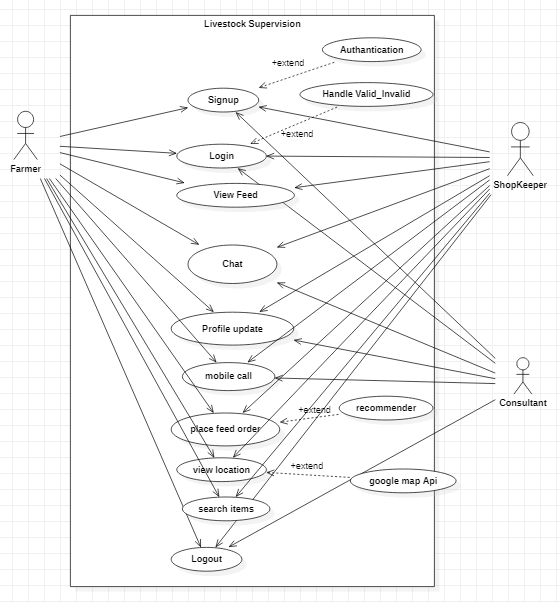 Livestock Supervision
Authantication
+extend
Handle Valid_Invalid
Signup
+extend
Login
Farmer
ShopKeeper
View Feed
Chat
Profile update
mobile call
Consultant
recommender
+extend
place feed order
view location
+extend
google map Api
search items
Logout